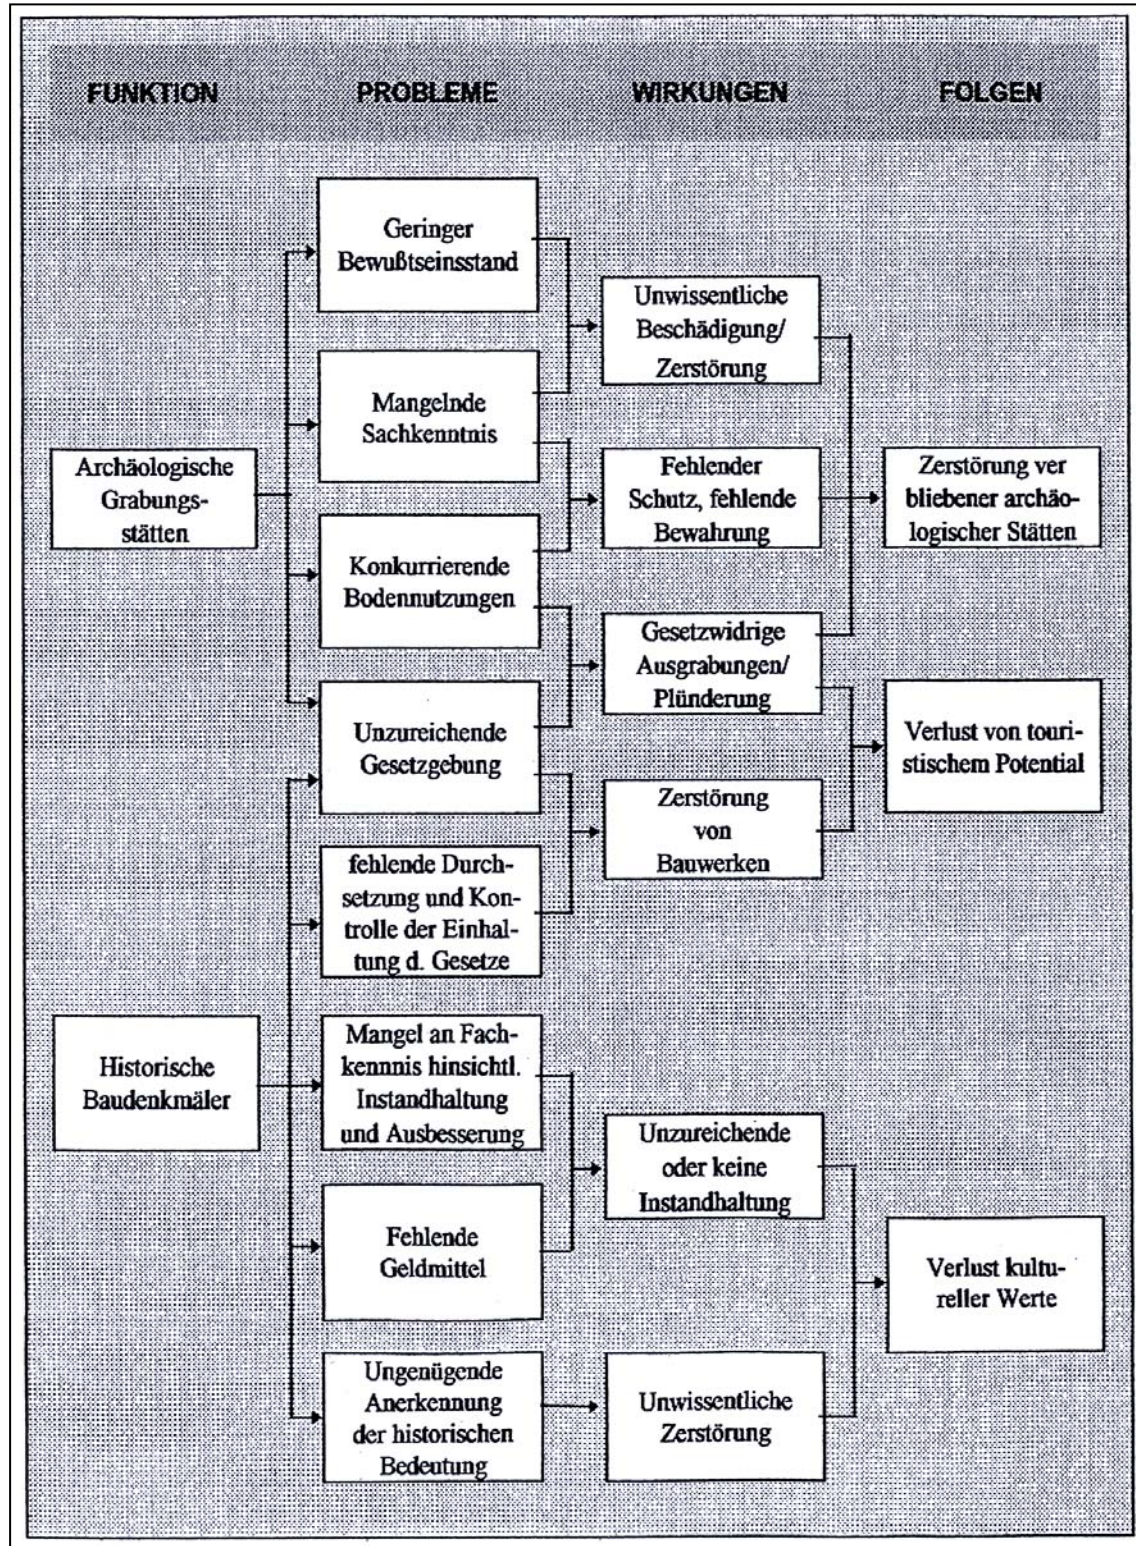 FUNKTION PROBLEME WIRKUNGEN FOLGEN
Archäologische
Grabungs-
stätten
Historische
Baudenkmäler
Geringer
Bewußtseinsstand
Mangelnde
Sachkenntnis
Konkurrierende
Bodennutzungen
Unzureichende
Gesetzgebung
fehlende Durch-
setzung und Kon-
trolle der Einhal-
tung d. Gesetze
Mangel an Fach-
kennnis hinsichtl.
Instandhaltung
und Ausbesserung
Fehlende
Geldmittel
Ungenügende
Anerkennung
der historischen
Bedeutung
Unwissentliche
Beschädigung/
Zerstörung
Fehlender
Schutz, fehlende
Bewahrung
Gesetzwidrige
Ausgrabungen/
Plünderung
Zerstörung
von
Bauwerken
Unzureichende
oder keine
Instandhaltung
Unwissentliche
Zerstörung
Zerstörung ver
bliebener archäo-
logischer Stätten
Verlust von touri-
stischem Potential
Verlust kultu-
reller Werte